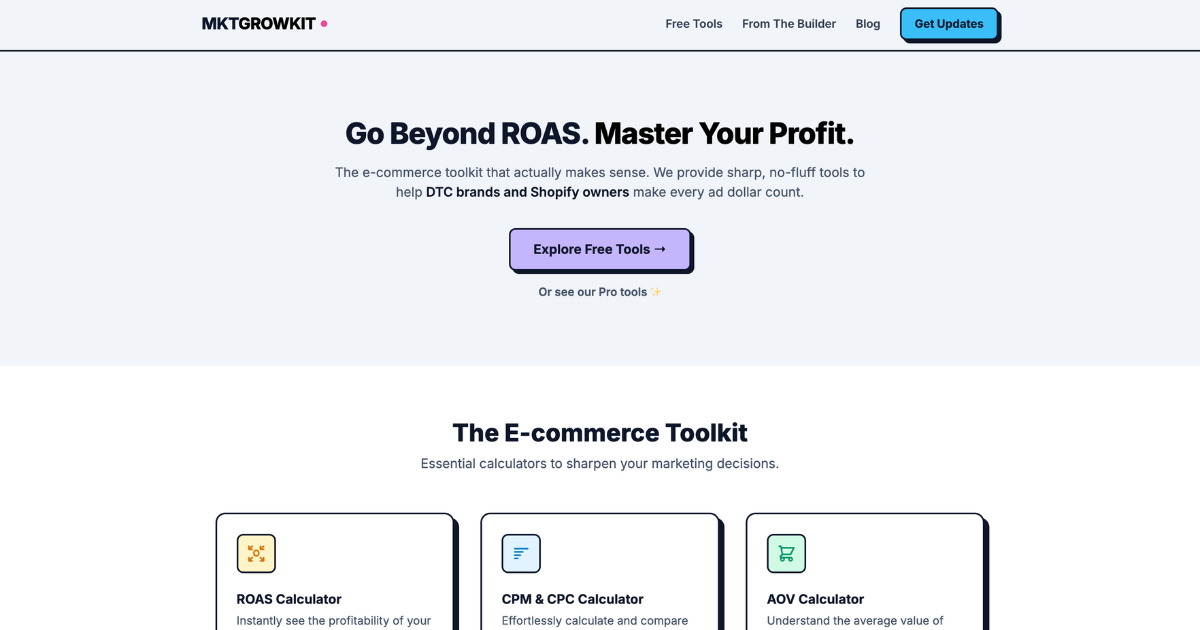 MKTGROWKIT
Free Tools
From The Builder
Blog
Get Updates
Go Beyond ROAS. Master Your Profit.
The e-commerce toolkit that actually makes sense. We provide sharp, no-fluff tools to
help DTC brands and Shopify owners make every ad dollar count.
Explore Free Tools →
Or see our Pro tools ✨
The E-commerce Toolkit
Essential calculators to sharpen your marketing decisions.
ROAS Calculator
Instantly see the profitability of your
CPM & CPC Calculator
Effortlessly calculate and compare
AOV Calculator
Understand the average value of